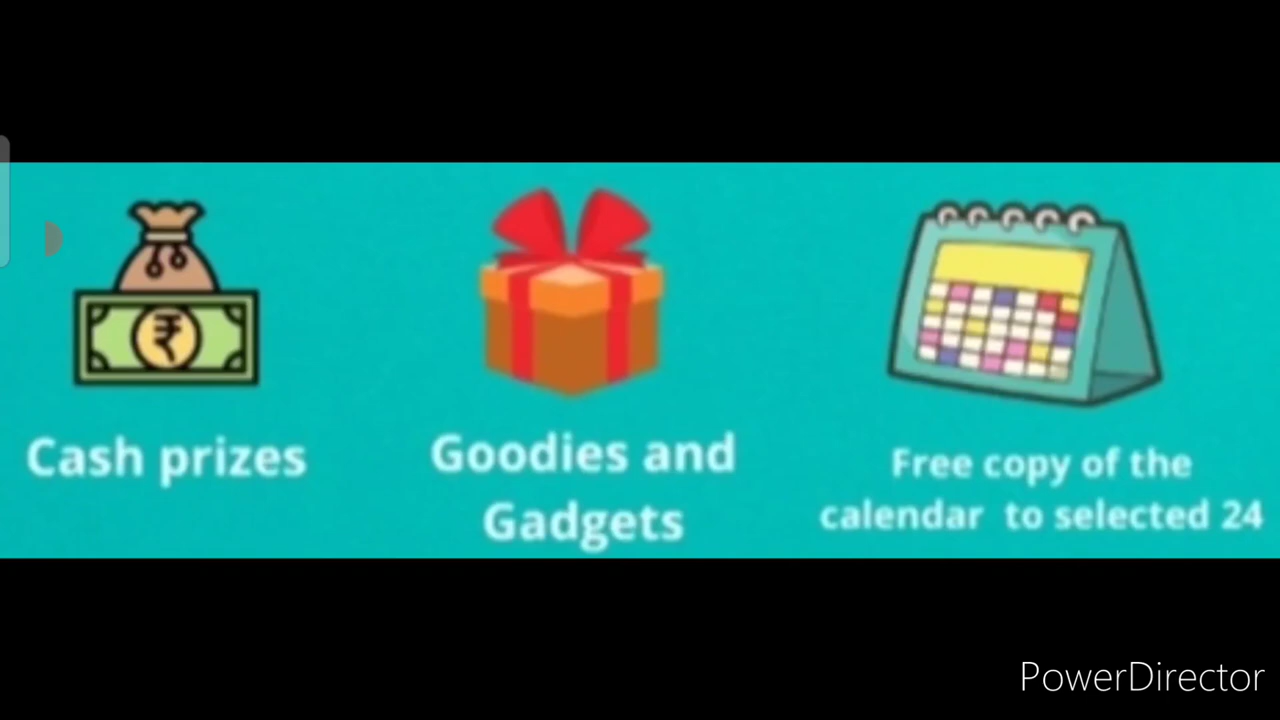 ₹
Cash prizes
Goodies and
Gadgets
Free copy of the
calendar to selected 24
PowerDirector